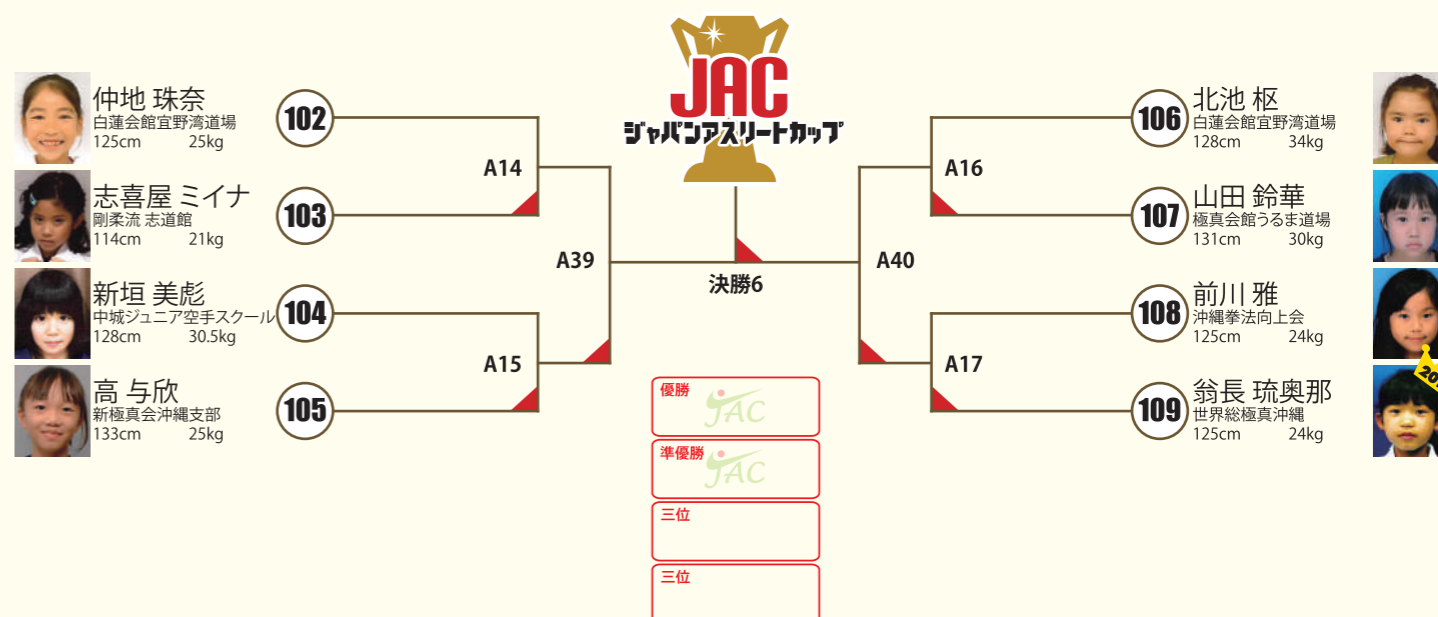 JAC
ジャパンアスリートカップ
仲地 珠奈
白蓮会館宜野湾道場
125cm 25kg
102
志喜屋 ミイナ
剛柔流 志道館
114cm 21kg
103
新垣 美彪
中城ジュニア空手スクール
128cm 30.5kg
104
高 与欣
新極真会沖縄支部
133cm 25kg
105
A14
A15
A39
決勝6
A40
A16
A17
106
北池 枢
白蓮会館宜野湾道場
128cm 34kg
107
山田 鈴華
極真会館うるま道場
131cm 30kg
108
前川 雅
沖縄拳法向上会
125cm 24kg
109
翁長 琉奥那
世界総極真沖縄
125cm 24kg
優勝
JAC
準優勝
JAC
三位
三位